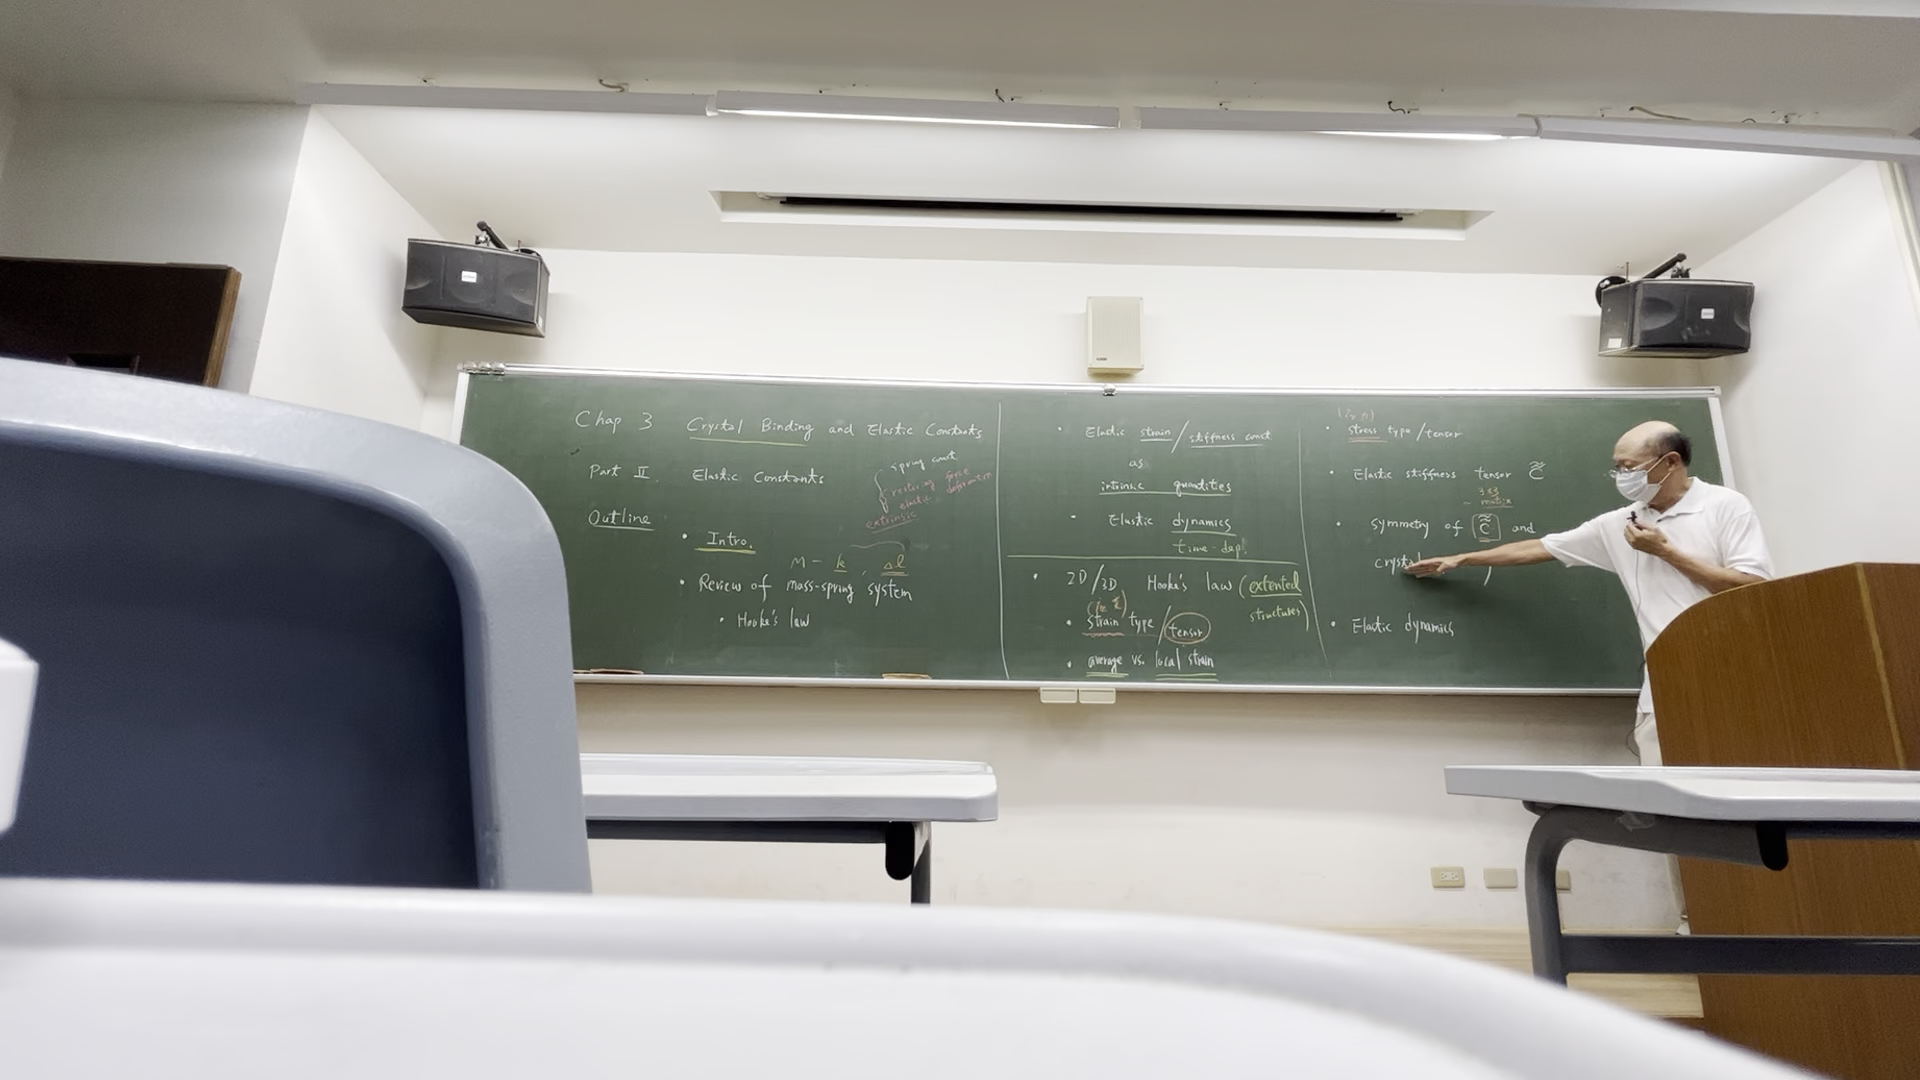 Chap 3 Crystal Binding and Elastic Constants
Part II. Elastic Constants
spring const
restoring force
elastic deformation
extrinsic
Outline
• Intro.
M - k, Δl
• Review of mass-spring system
• Hooke's law
• Elastic strain / stiffness const
as
intrinsic quantities
• Elastic dynamics
time-dep.
• 2D/3D Hooke's law (extented
structures)
• strain type / tensor
• average vs. local strain
• stress type / tensor
• Elastic stiffness tensor C̃̃
3x3
matrix
• symmetry of C̃̃ and
• Elastic dynamics